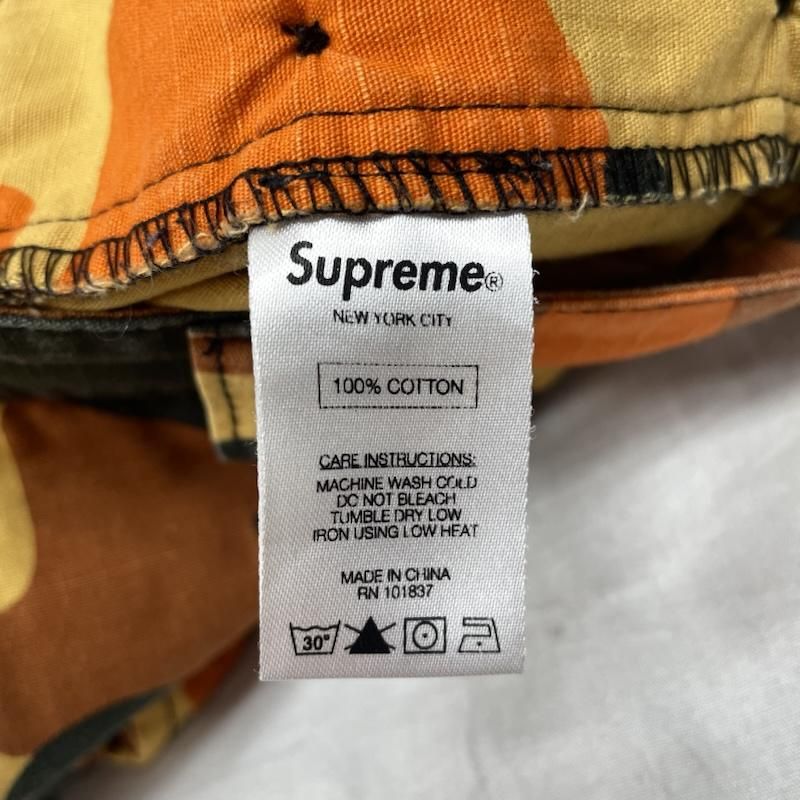 Supreme®
NEW YORK CITY
100% COTTON
CARE INSTRUCTIONS:
MACHINE WASH COLD
DO NOT BLEACH
TUMBLE DRY LOW
IRON USING LOW HEAT
MADE IN CHINA
RN 101837
30°